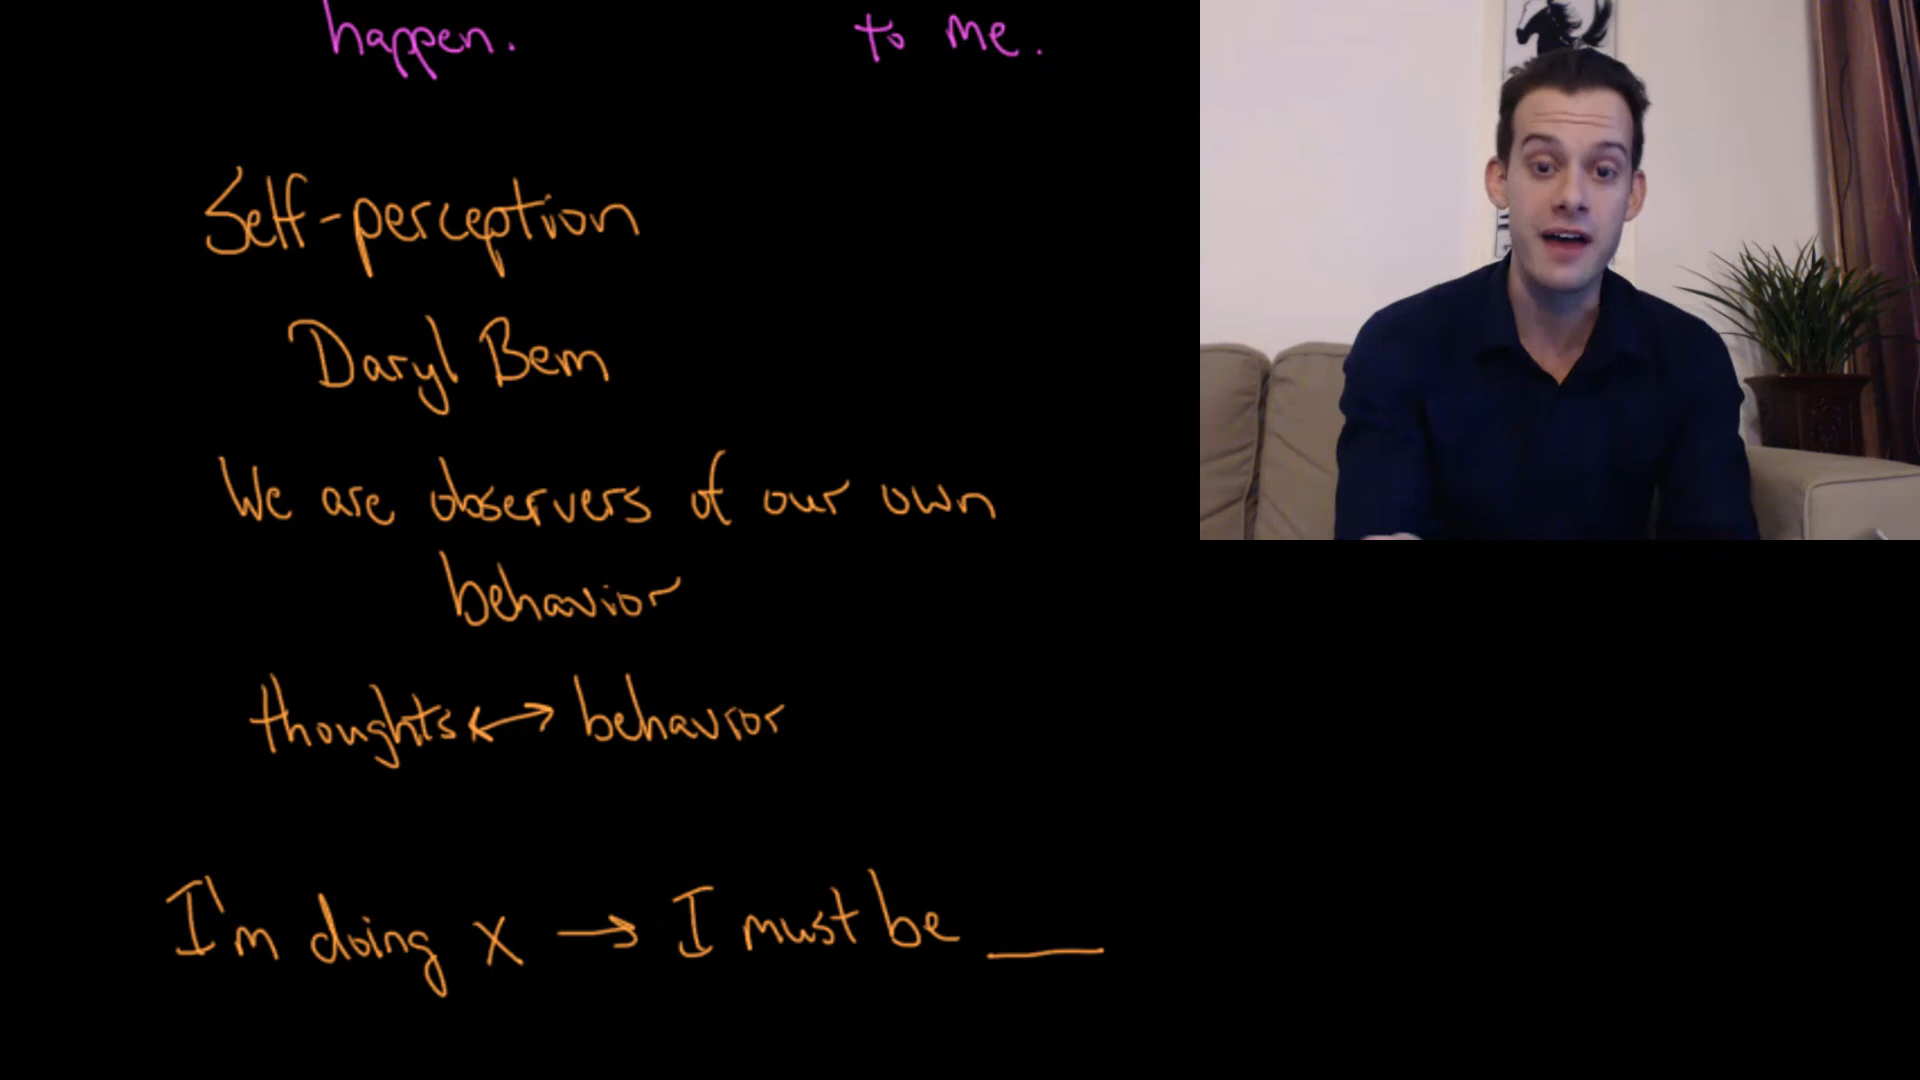 happen. to me.
Self-perception
Daryl Bem
We are observers of our own
behavior
thoughts ↔ behavior
I'm doing x → I must be ____